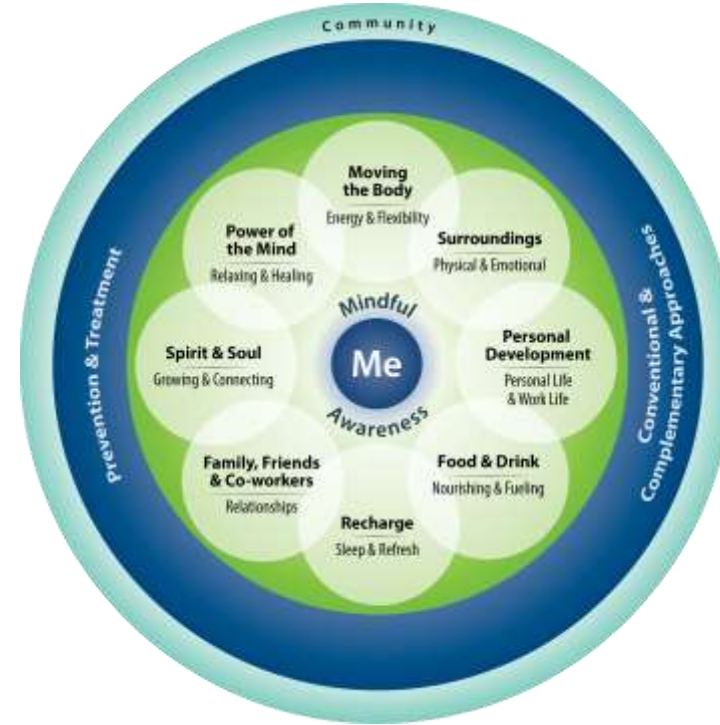 Community
Prevention & Treatment
Conventional &
Complementary Approaches
Moving
the Body
Energy & Flexibility
Surroundings
Physical & Emotional
Personal
Development
Personal Life
& Work Life
Food & Drink
Nourishing & Fueling
Recharge
Sleep & Refresh
Family, Friends
& Co-workers
Relationships
Spirit & Soul
Growing & Connecting
Power of
the Mind
Relaxing & Healing
Mindful
Me
Awareness